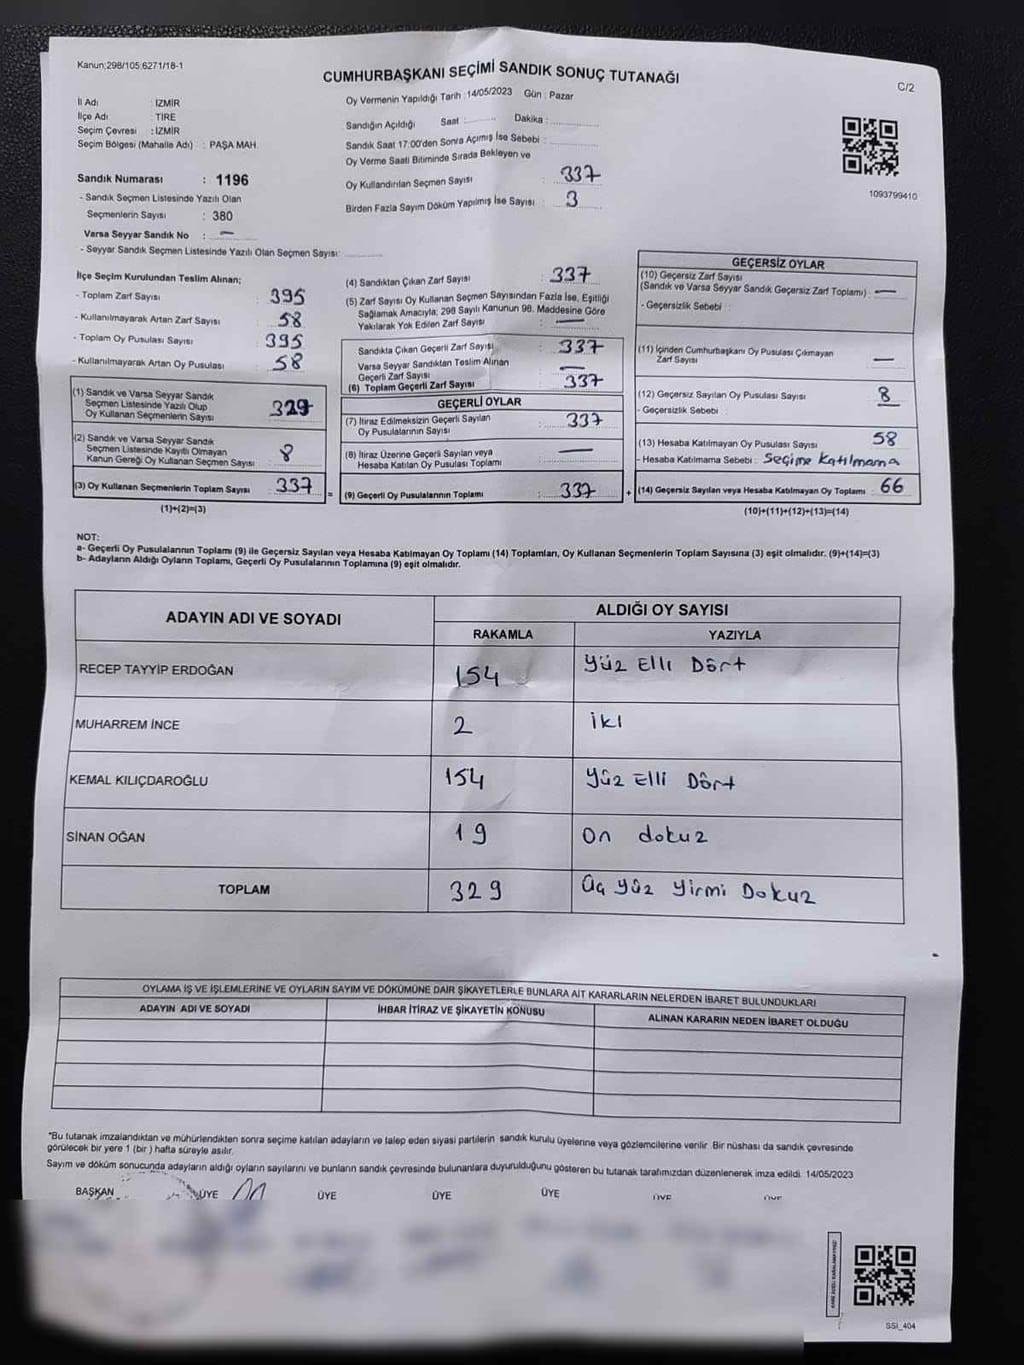 Kanun;298/105,6271/18-1
CUMHURBAŞKANI SEÇİMİ SANDIK SONUÇ TUTANAĞI
C/2
İl Adı : İZMİR
İlçe Adı : TİRE
Seçim Çevresi : İZMİR
Seçim Bölgesi (Mahalle Adı) : PAŞA MAH.
Oy Vermenin Yapıldığı Tarih : 14/05/2023 Gün : Pazar
Sandığın Açıldığı Saat : Dakika :
Sandık Saat 17:00'den Sonra Açılmış İse Sebebi :
Oy Verme Saati Bitiminde Sırada Bekleyen ve
Oy Kullandırılan Seçmen Sayısı : 337
Birden Fazla Sayım Döküm Yapılmış İse Sayısı : 3
1093799410
Sandık Numarası : 1196
- Sandık Seçmen Listesinde Yazılı Olan
Seçmenlerin Sayısı : 380
Varsa Seyyar Sandık No : —
- Seyyar Sandık Seçmen Listesinde Yazılı Olan Seçmen Sayısı:
İlçe Seçim Kurulundan Teslim Alınan;
- Toplam Zarf Sayısı : 395
- Kullanılmayarak Artan Zarf Sayısı : 58
- Toplam Oy Pusulası Sayısı : 395
- Kullanılmayarak Artan Oy Pusulası : 58
(1) Sandık ve Varsa Seyyar Sandık
Seçmen Listesinde Yazılı Olup
Oy Kullanan Seçmenlerin Sayısı : 329
(2) Sandık ve Varsa Seyyar Sandık
Seçmen Listesinde Kayıtlı Olmayan
Kanun Gereği Oy Kullanan Seçmen Sayısı : 8
(3) Oy Kullanan Seçmenlerin Toplam Sayısı : 337
(1)+(2)=(3)
(4) Sandıktan Çıkan Zarf Sayısı : 337
(5) Zarf Sayısı Oy Kullanan Seçmen Sayısından Fazla İse, Eşitliği
Sağlamak Amacıyla; 298 Sayılı Kanunun 98. Maddesine Göre
Yakılarak Yok Edilen Zarf Sayısı : —
Sandıkta Çıkan Geçerli Zarf Sayısı : 337
Varsa Seyyar Sandıktan Teslim Alınan
Geçerli Zarf Sayısı : —
(6) Toplam Geçerli Zarf Sayısı : 337
GEÇERLİ OYLAR
(7) İtiraz Edilmeksizin Geçerli Sayılan
Oy Pusulalarının Sayısı : 337
(8) İtiraz Üzerine Geçerli Sayılan veya
Hesaba Katılan Oy Pusulası Toplamı : —
= (9) Geçerli Oy Pusulalarının Toplamı : 337 +
GEÇERSİZ OYLAR
(10) Geçersiz Zarf Sayısı
(Sandık ve Varsa Seyyar Sandık Geçersiz Zarf Toplamı) : —
- Geçersizlik Sebebi :
(11) İçinden Cumhurbaşkanı Oy Pusulası Çıkmayan
Zarf Sayısı : —
(12) Geçersiz Sayılan Oy Pusulası Sayısı : 8
- Geçersizlik Sebebi :
(13) Hesaba Katılmayan Oy Pusulası Sayısı : 58
- Hesaba Katılmama Sebebi : Seçime Katılmama
(14) Geçersiz Sayılan veya Hesaba Katılmayan Oy Toplamı : 66
(10)+(11)+(12)+(13)=(14)
NOT:
a- Geçerli Oy Pusulalarının Toplamı (9) ile Geçersiz Sayılan veya Hesaba Katılmayan Oy Toplamı (14) Toplamları, Oy Kullanan Seçmenlerin Toplam Sayısına (3) eşit olmalıdır. (9)+(14)=(3)
b- Adayların Aldığı Oyların Toplamı, Geçerli Oy Pusulalarının Toplamına (9) eşit olmalıdır.
ADAYIN ADI VE SOYADI
ALDIĞI OY SAYISI
RAKAMLA YAZIYLA
RECEP TAYYİP ERDOĞAN 154 Yüz Elli Dört
MUHARREM İNCE 2 İki
KEMAL KILIÇDAROĞLU 154 Yüz Elli Dört
SİNAN OĞAN 19 On dokuz
TOPLAM 329 Üç Yüz Yirmi Dokuz
OYLAMA İŞ VE İŞLEMLERİNE VE OYLARIN SAYIM VE DÖKÜMÜNE DAİR ŞİKAYETLERLE BUNLARA AİT KARARLARIN NELERDEN İBARET BULUNDUKLARI
ADAYIN ADI VE SOYADI İHBAR İTİRAZ VE ŞİKAYETİN KONUSU ALINAN KARARIN NEDEN İBARET OLDUĞU
*Bu tutanak imzalandıktan ve mühürlendikten sonra seçime katılan adayların ve talep eden siyasi partilerin sandık kurulu üyelerine veya gözlemcilerine verilir. Bir nüshası da sandık çevresinde
görülecek bir yere 1 (bir ) hafta süreyle asılır.
Sayım ve döküm sonucunda adayların aldığı oyların sayılarını ve bunların sandık çevresinde bulunanlara duyurulduğunu gösteren bu tutanak tarafımızdan düzenlenerek imza edildi. 14/05/2023
BAŞKAN ÜYE ÜYE ÜYE ÜYE ÜYE ÜYE
SSİ_404